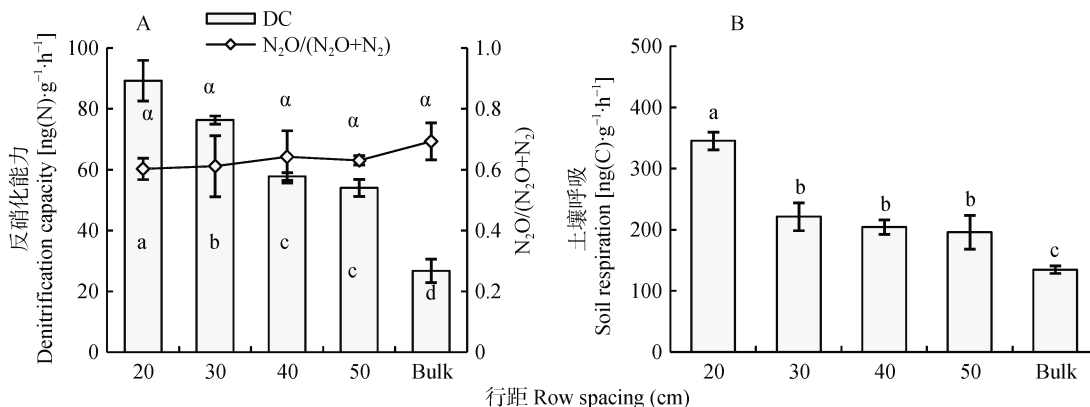 A
DC
N₂O/(N₂O+N₂)
反硝化能力
Denitrification capacity [ng(N)·g⁻¹·h⁻¹]
100
80
60
40
20
0
α
α
α
α
α
a
b
c
c
d
1.0
0.8
0.6
0.4
0.2
0
N₂O/(N₂O+N₂)
20
30
40
50
Bulk
B
土壤呼吸
Soil respiration [ng(C)·g⁻¹·h⁻¹]
500
400
300
200
100
0
a
b
b
b
c
20
30
40
50
Bulk
行距 Row spacing (cm)